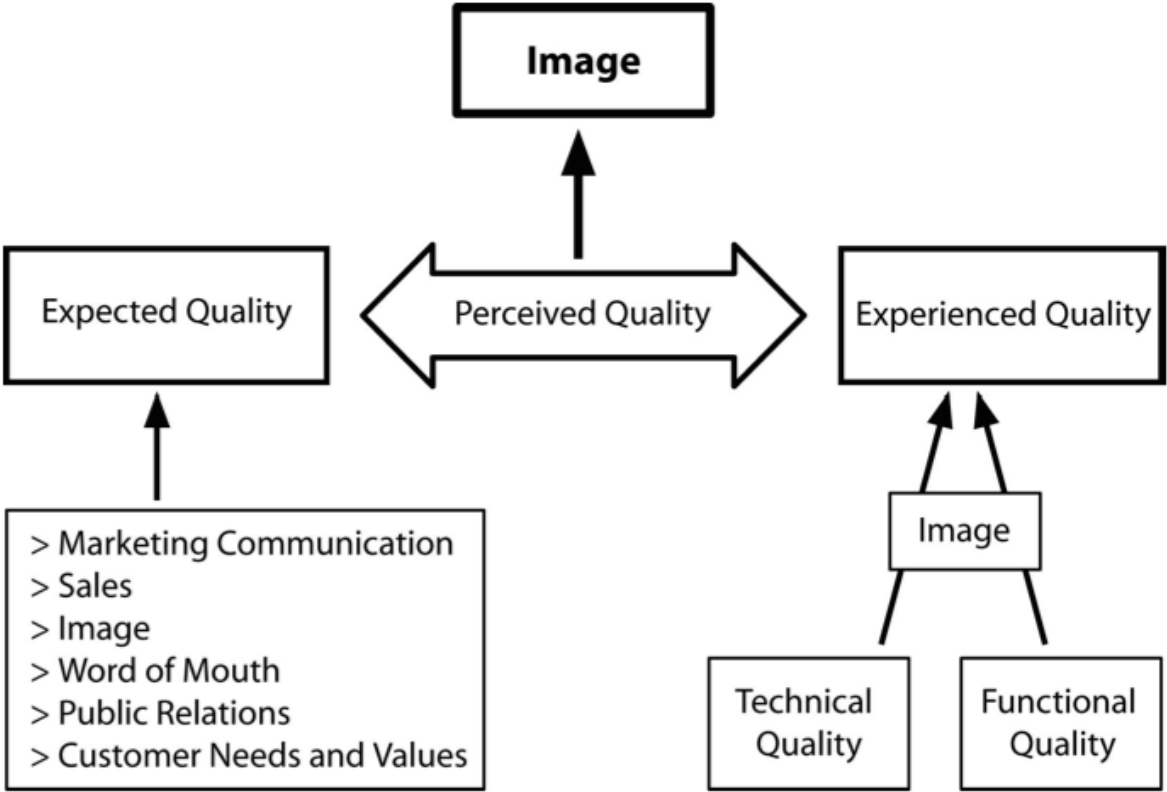 Image
Expected Quality
Perceived Quality
Experienced Quality
> Marketing Communication
> Sales
> Image
> Word of Mouth
> Public Relations
> Customer Needs and Values
Image
Technical
Quality
Functional
Quality